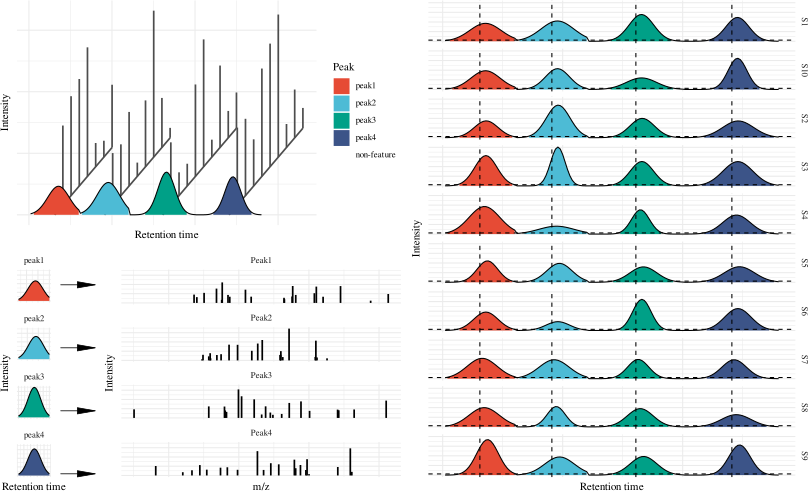 Intensity
Retention time
Peak
peak1
peak2
peak3
peak4
non-feature
peak1
peak2
peak3
peak4
Intensity
Retention time
Peak1
Peak2
Peak3
Peak4
Intensity
m/z
Intensity
S1
S10
S2
S3
S4
S5
S6
S7
S8
S9
Retention time